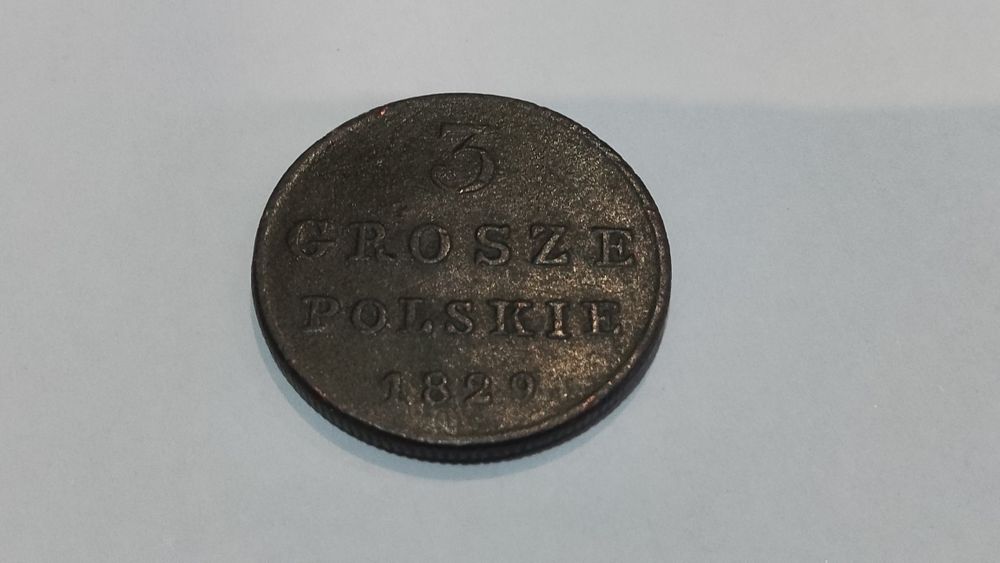 3
GROSZE
POLSKIE
1829